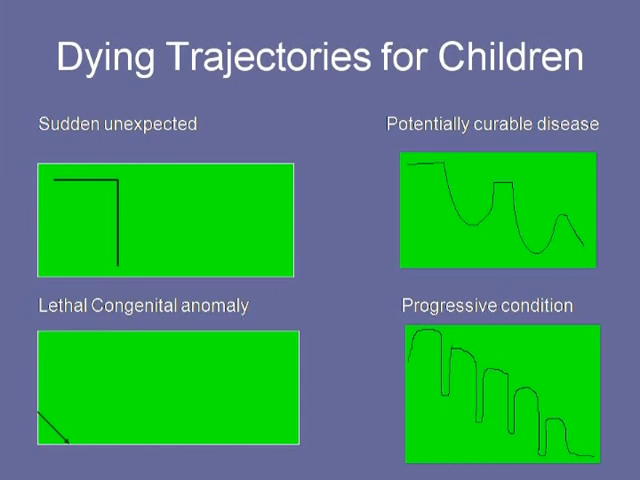 Dying Trajectories for Children
Sudden unexpected
Potentially curable disease
Lethal Congenital anomaly
Progressive condition